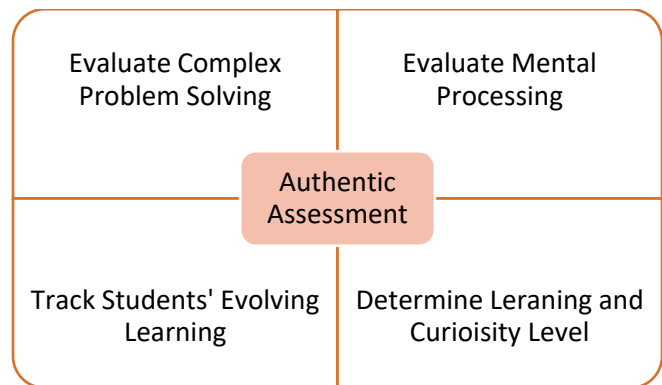 Evaluate Complex
Problem Solving
Evaluate Mental
Processing
Authentic
Assessment
Track Students' Evolving
Learning
Determine Leraning and
Curioisity Level